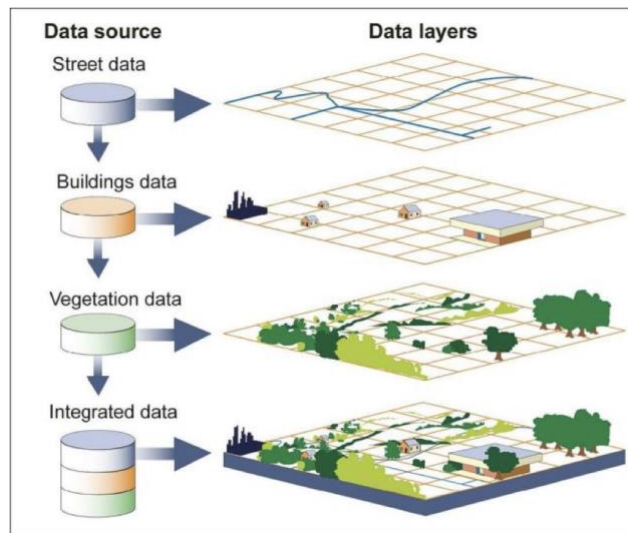 Data source
Data layers
Street data
Buildings data
Vegetation data
Integrated data